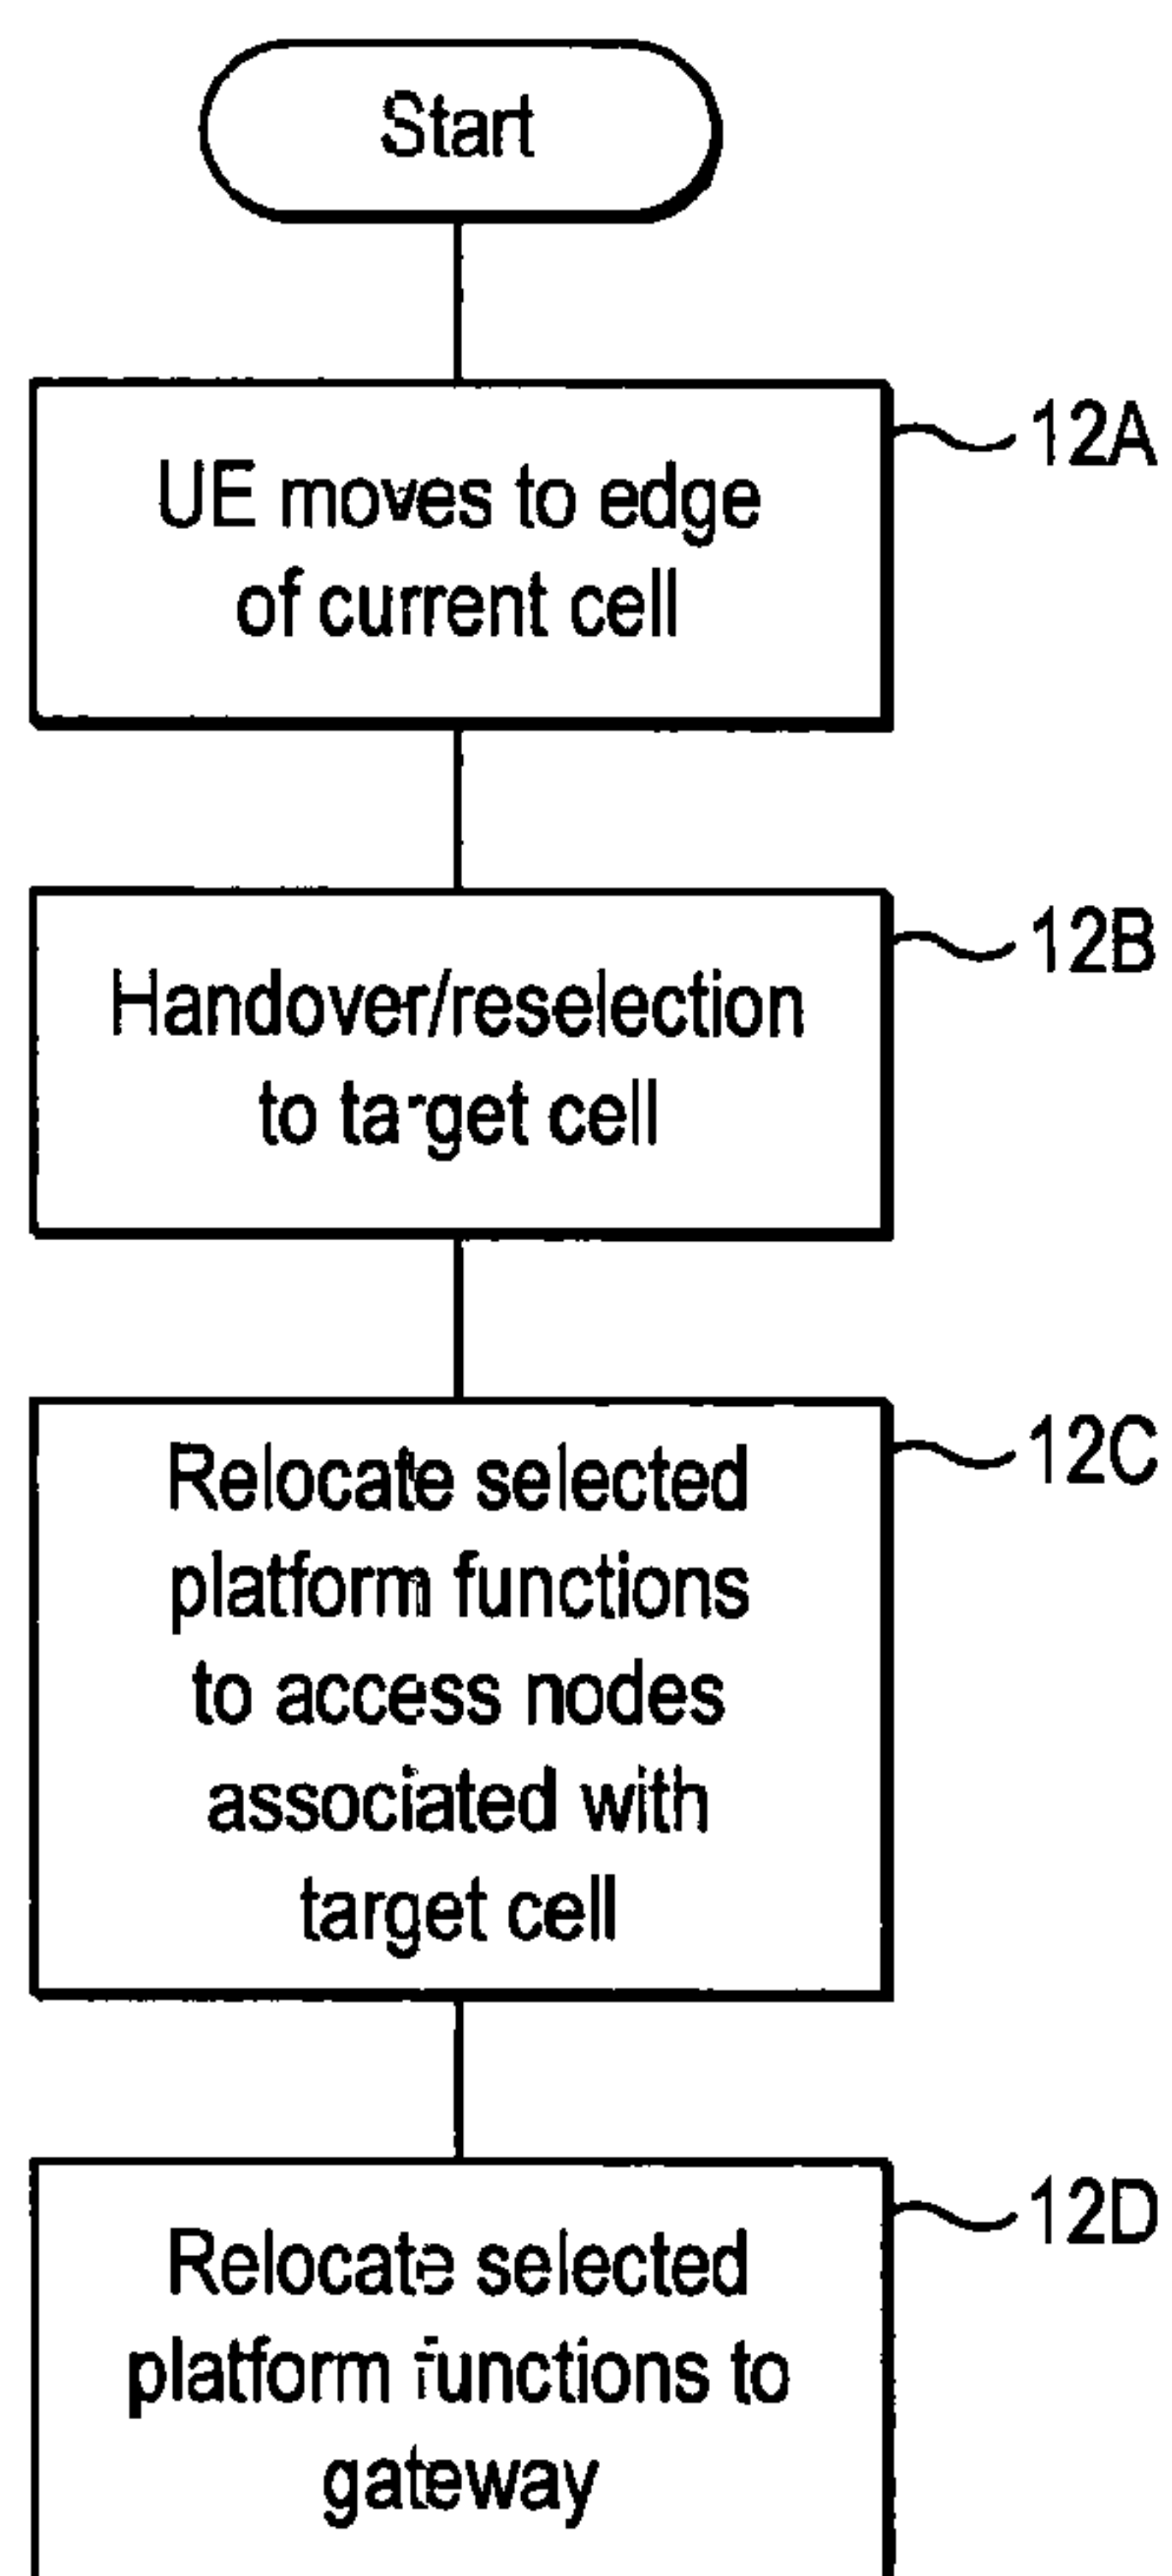 Start
12A
UE moves to edge
of current cell
12B
Handover/reselection
to target cell
12C
Relocate selected
platform functions
to access nodes
associated with
target cell
12D
Relocate selected
platform functions to
gateway